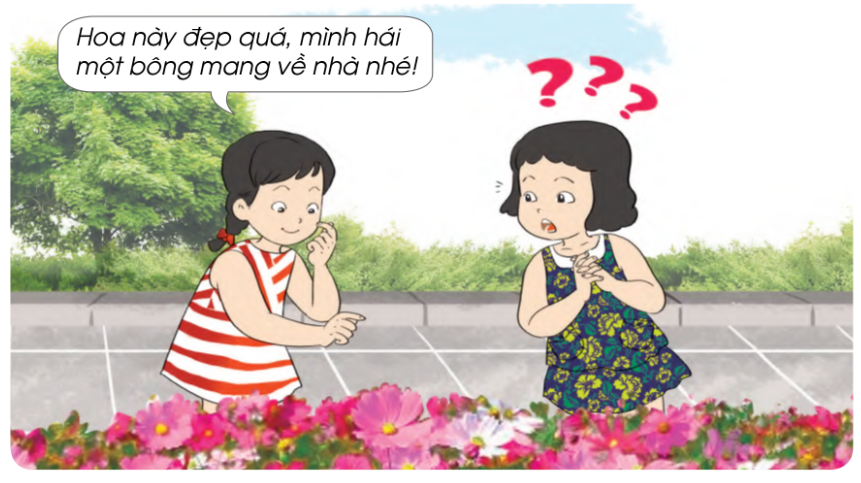 Hoa này đẹp quá, mình hái
một bông mang về nhà nhé!
???